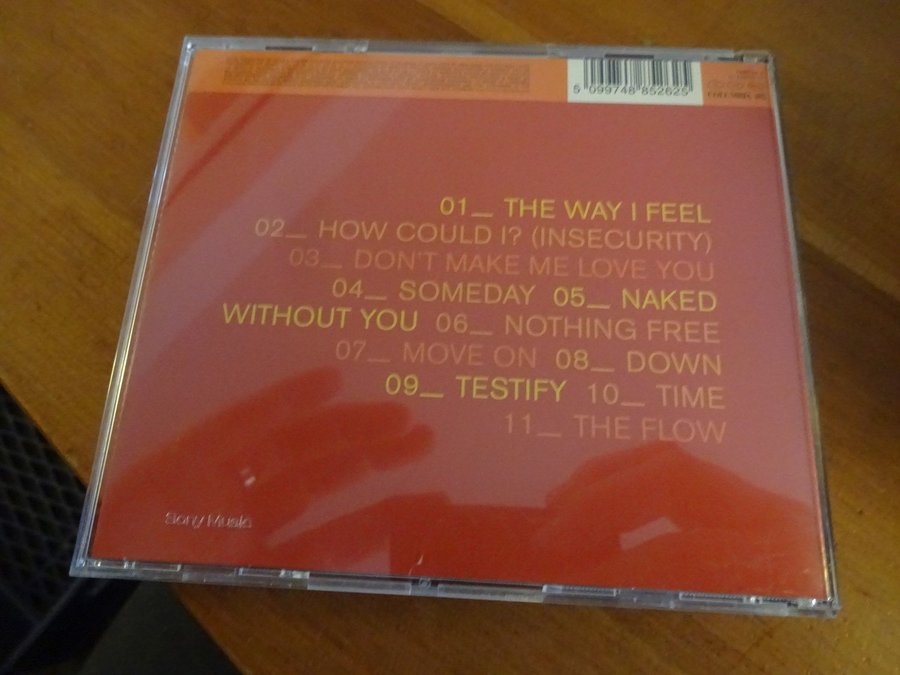 5 099748 852625
01_ THE WAY I FEEL
02_ HOW COULD I? (INSECURITY)
03_ DON'T MAKE ME LOVE YOU
04_ SOMEDAY 05_ NAKED
WITHOUT YOU 06_ NOTHING FREE
07_ MOVE ON 08_ DOWN
09_ TESTIFY 10_ TIME
11_ THE FLOW
Sony Music